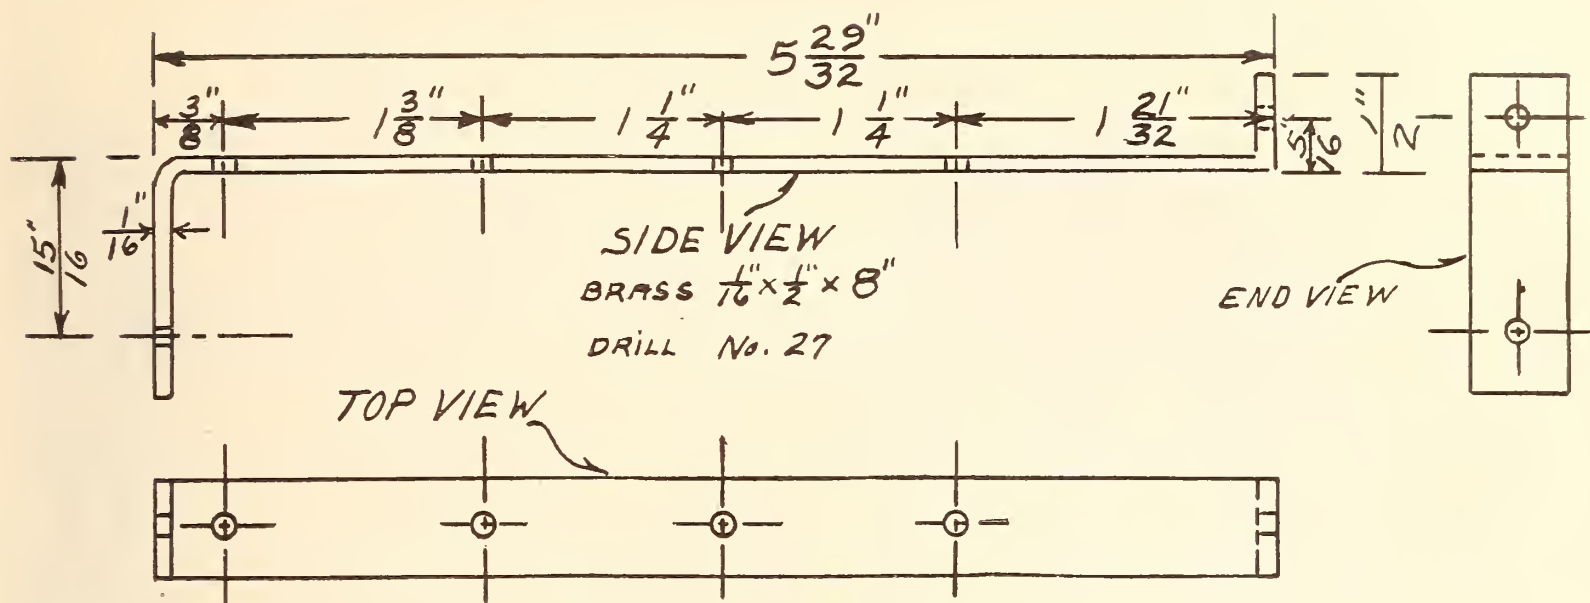 5 29/32"
3/8" 1 3/8" 1 1/4" 1 1/4" 1 21/32"
5/16" 1/2"
15/16" 1/16"
SIDE VIEW
BRASS 1/16" x 1/2" x 8"
DRILL No. 27
END VIEW
TOP VIEW